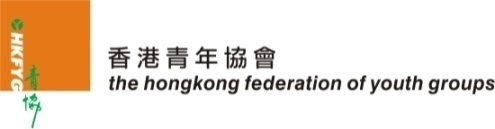 HKFYG
青協
香港青年協會
the hongkong federation of youth groups